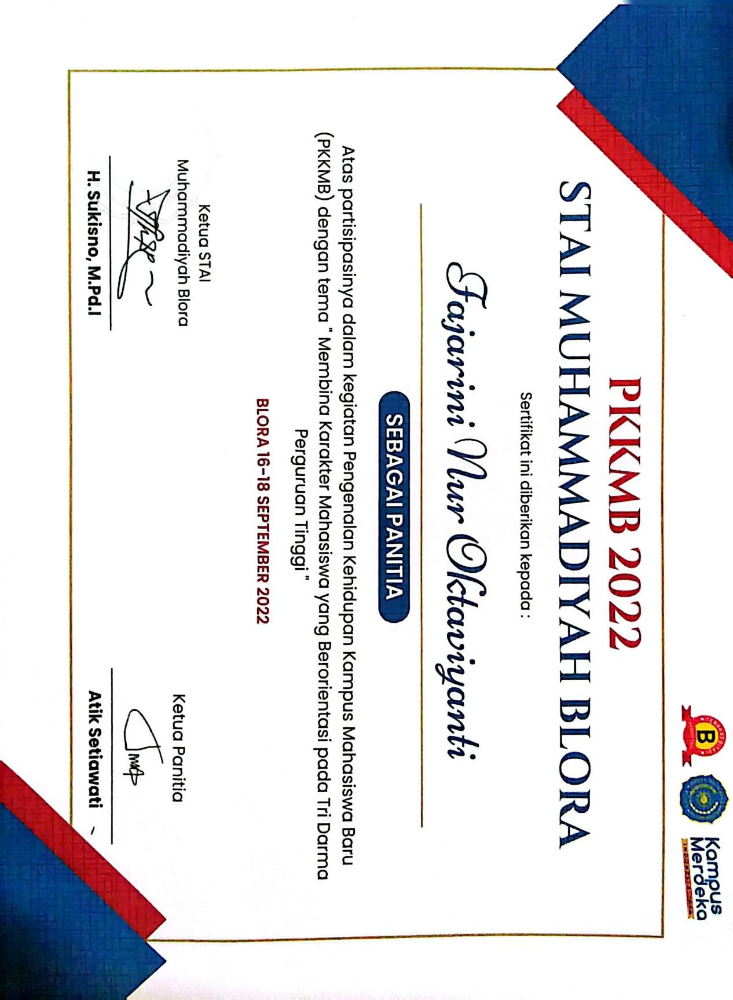 B
Kampus
Merdeka
INDONESIA JAYA
PKKMB 2022
STAI MUHAMMADIYAH BLORA
Sertifikat ini diberikan kepada :
Fajarini Nur Oktaviyanti
SEBAGAI PANITIA
Atas partisipasinya dalam kegiatan Pengenalan Kehidupan Kampus Mahasiswa Baru
(PKKMB) dengan tema " Membina Karakter Mahasiswa yang Berorientasi pada Tri Darma
Perguruan Tinggi "
BLORA 16-18 SEPTEMBER 2022
Ketua STAI
Muhammadiyah Blora
H. Sukisno, M.Pd.I
Ketua Panitia
Atik Setiawati